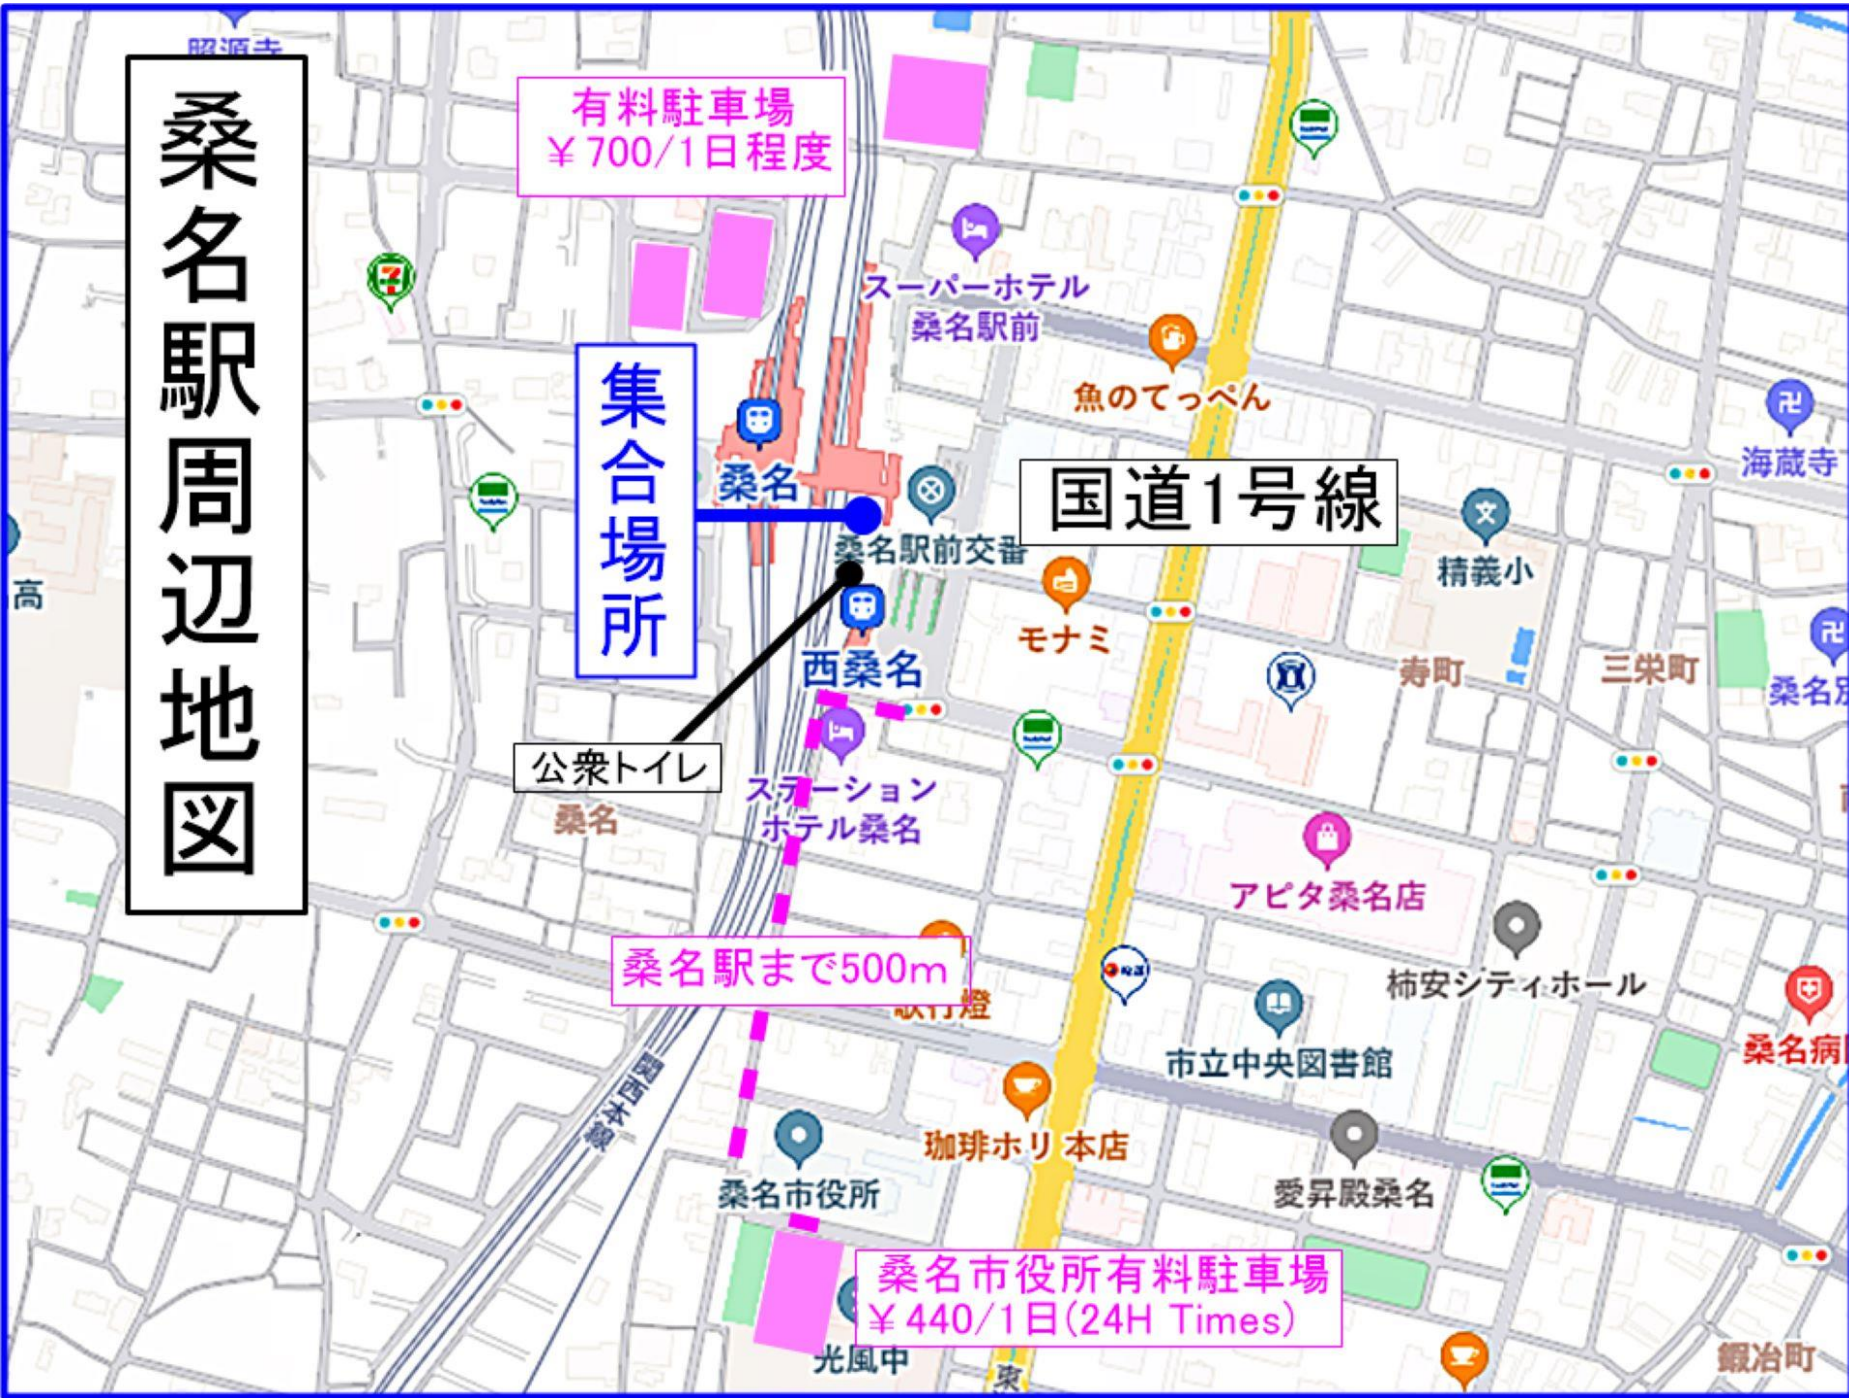 桑名駅周辺地図
照源寺
有料駐車場
￥700/1日程度
スーパーホテル
桑名駅前
魚のてっぺん
集合場所
桑名
国道1号線
桑名駅前交番
海蔵寺
精義小
高
モナミ
西桑名
寿町
三栄町
公衆トイレ
桑名
ステーション
ホテル桑名
アピタ桑名店
桑名駅まで500m
歌行燈
柿安シティホール
市立中央図書館
関西本線
珈琲ホリ 本店
桑名市役所
愛昇殿桑名
桑名市役所有料駐車場
￥440/1日(24H Times)
光風中
東
鍛冶町